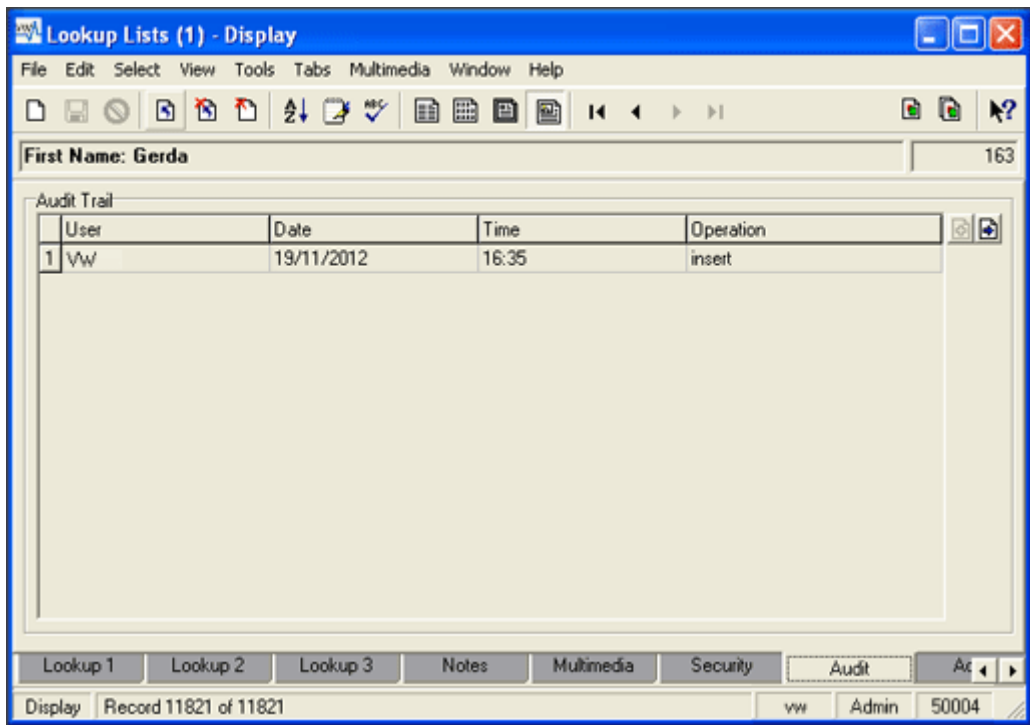 Lookup Lists (1) - Display
File Edit Select View Tools Tabs Multimedia Window Help
First Name: Gerda 163
Audit Trail
User Date Time Operation
1 VW 19/11/2012 16:35 insert
Lookup 1 Lookup 2 Lookup 3 Notes Multimedia Security Audit
Display Record 11821 of 11821 vw Admin 50004